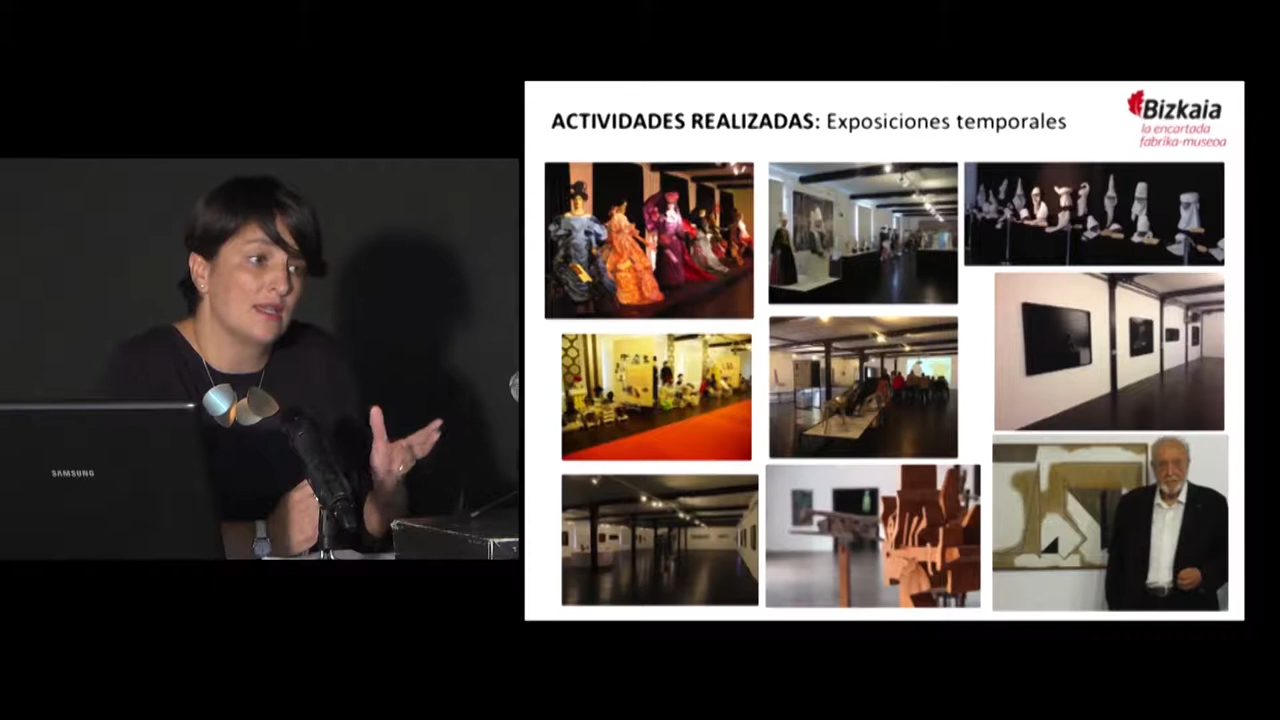 ACTIVIDADES REALIZADAS: Exposiciones temporales
Bizkaia
la encartada
fabrika-museoa
SAMSUNG